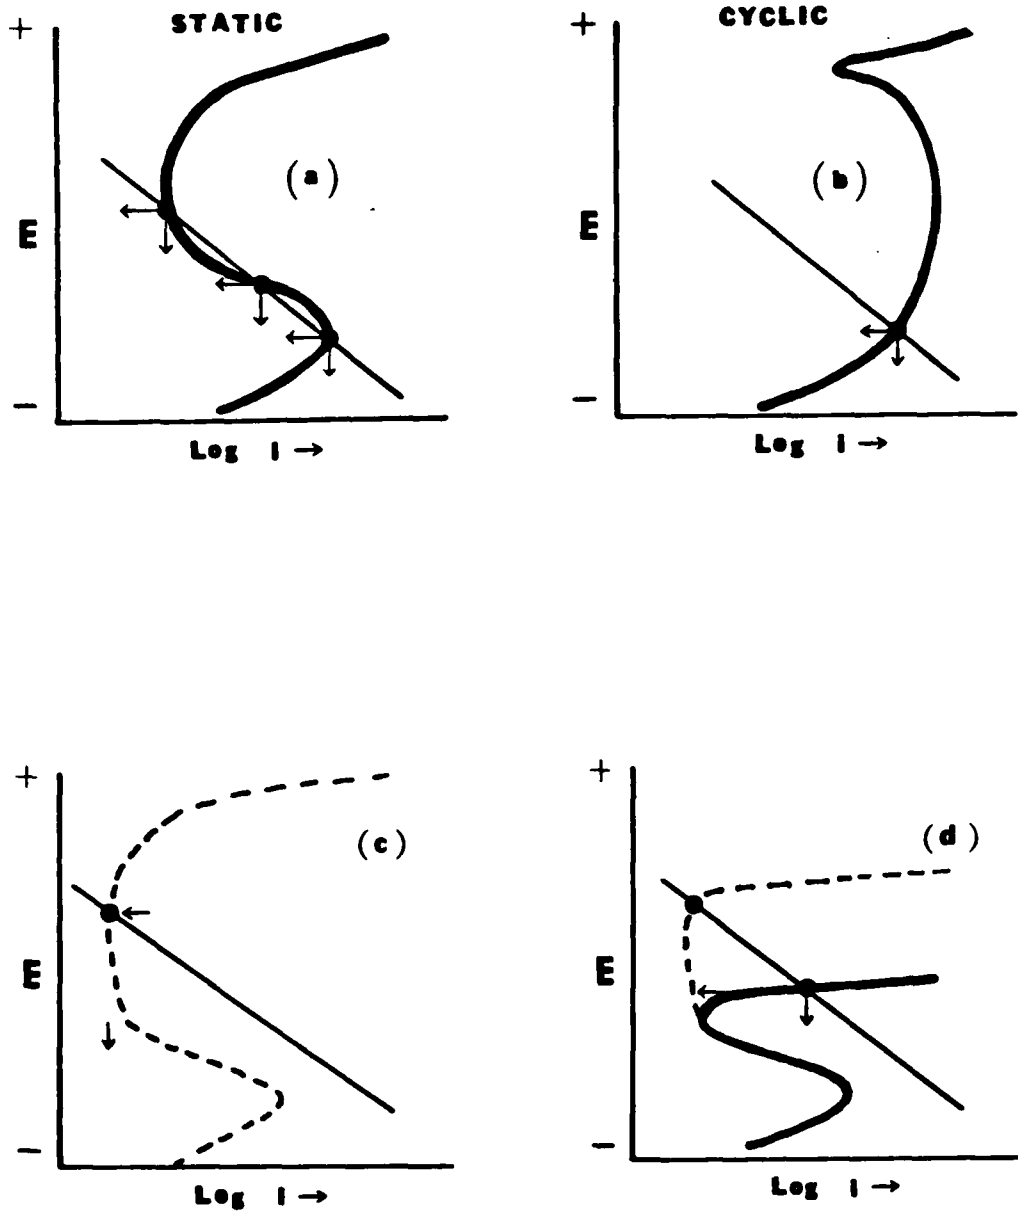 STATIC
+
(a)
E
−
Log i →
CYCLIC
+
(b)
E
−
Log i →
+
(c)
E
−
Log i →
+
(d)
E
−
Log i →